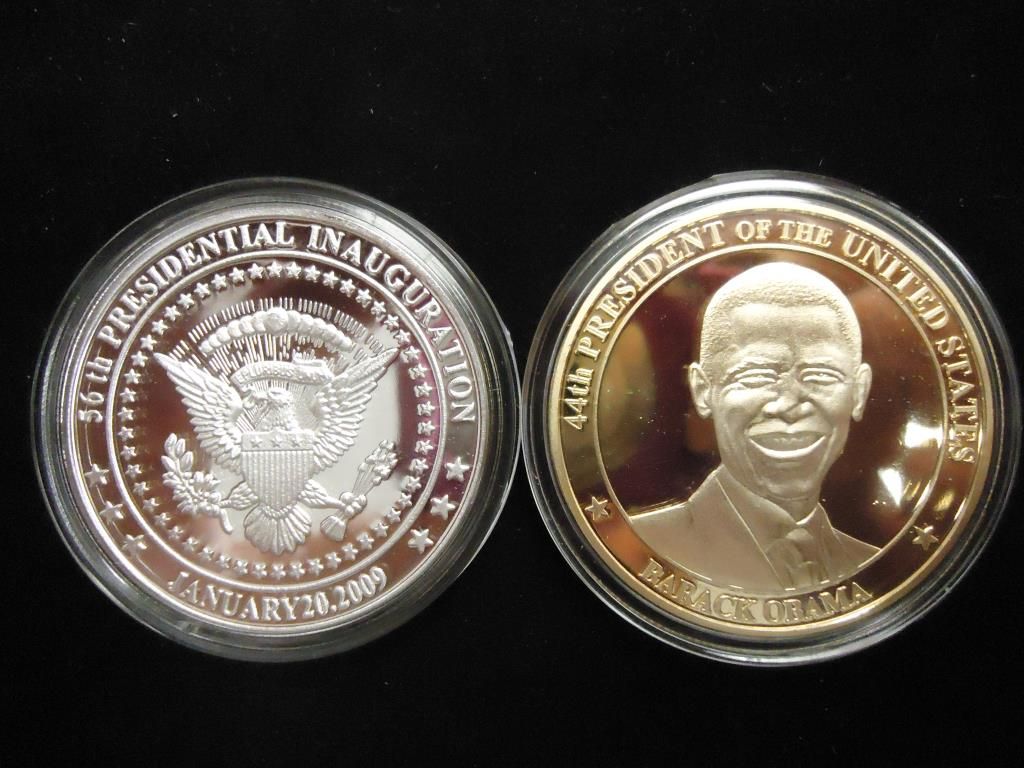 56th PRESIDENTIAL INAUGURATION
JANUARY20,2009
44th PRESIDENT OF THE UNITED STATES
BARACK OBAMA